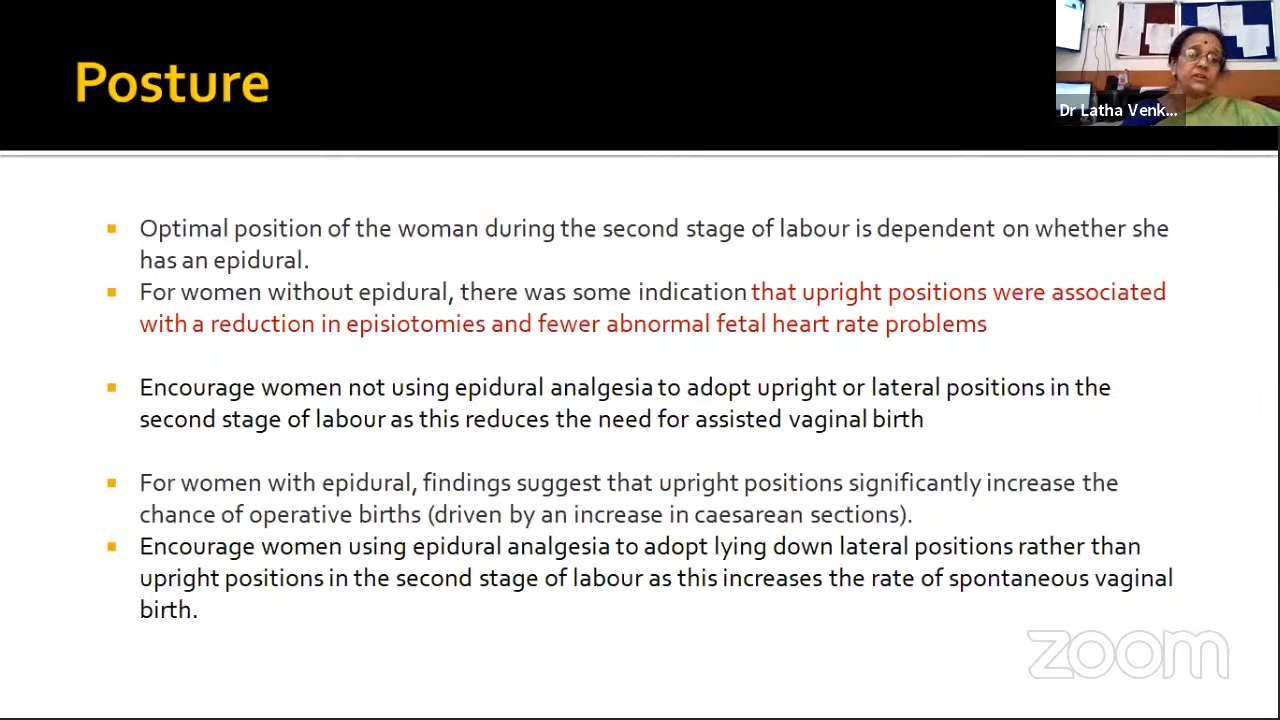 Posture
Dr Latha Venk...
Optimal position of the woman during the second stage of labour is dependent on whether she
has an epidural.
For women without epidural, there was some indication that upright positions were associated
with a reduction in episiotomies and fewer abnormal fetal heart rate problems
Encourage women not using epidural analgesia to adopt upright or lateral positions in the
second stage of labour as this reduces the need for assisted vaginal birth
For women with epidural, findings suggest that upright positions significantly increase the
chance of operative births (driven by an increase in caesarean sections).
Encourage women using epidural analgesia to adopt lying down lateral positions rather than
upright positions in the second stage of labour as this increases the rate of spontaneous vaginal
birth.
zoom